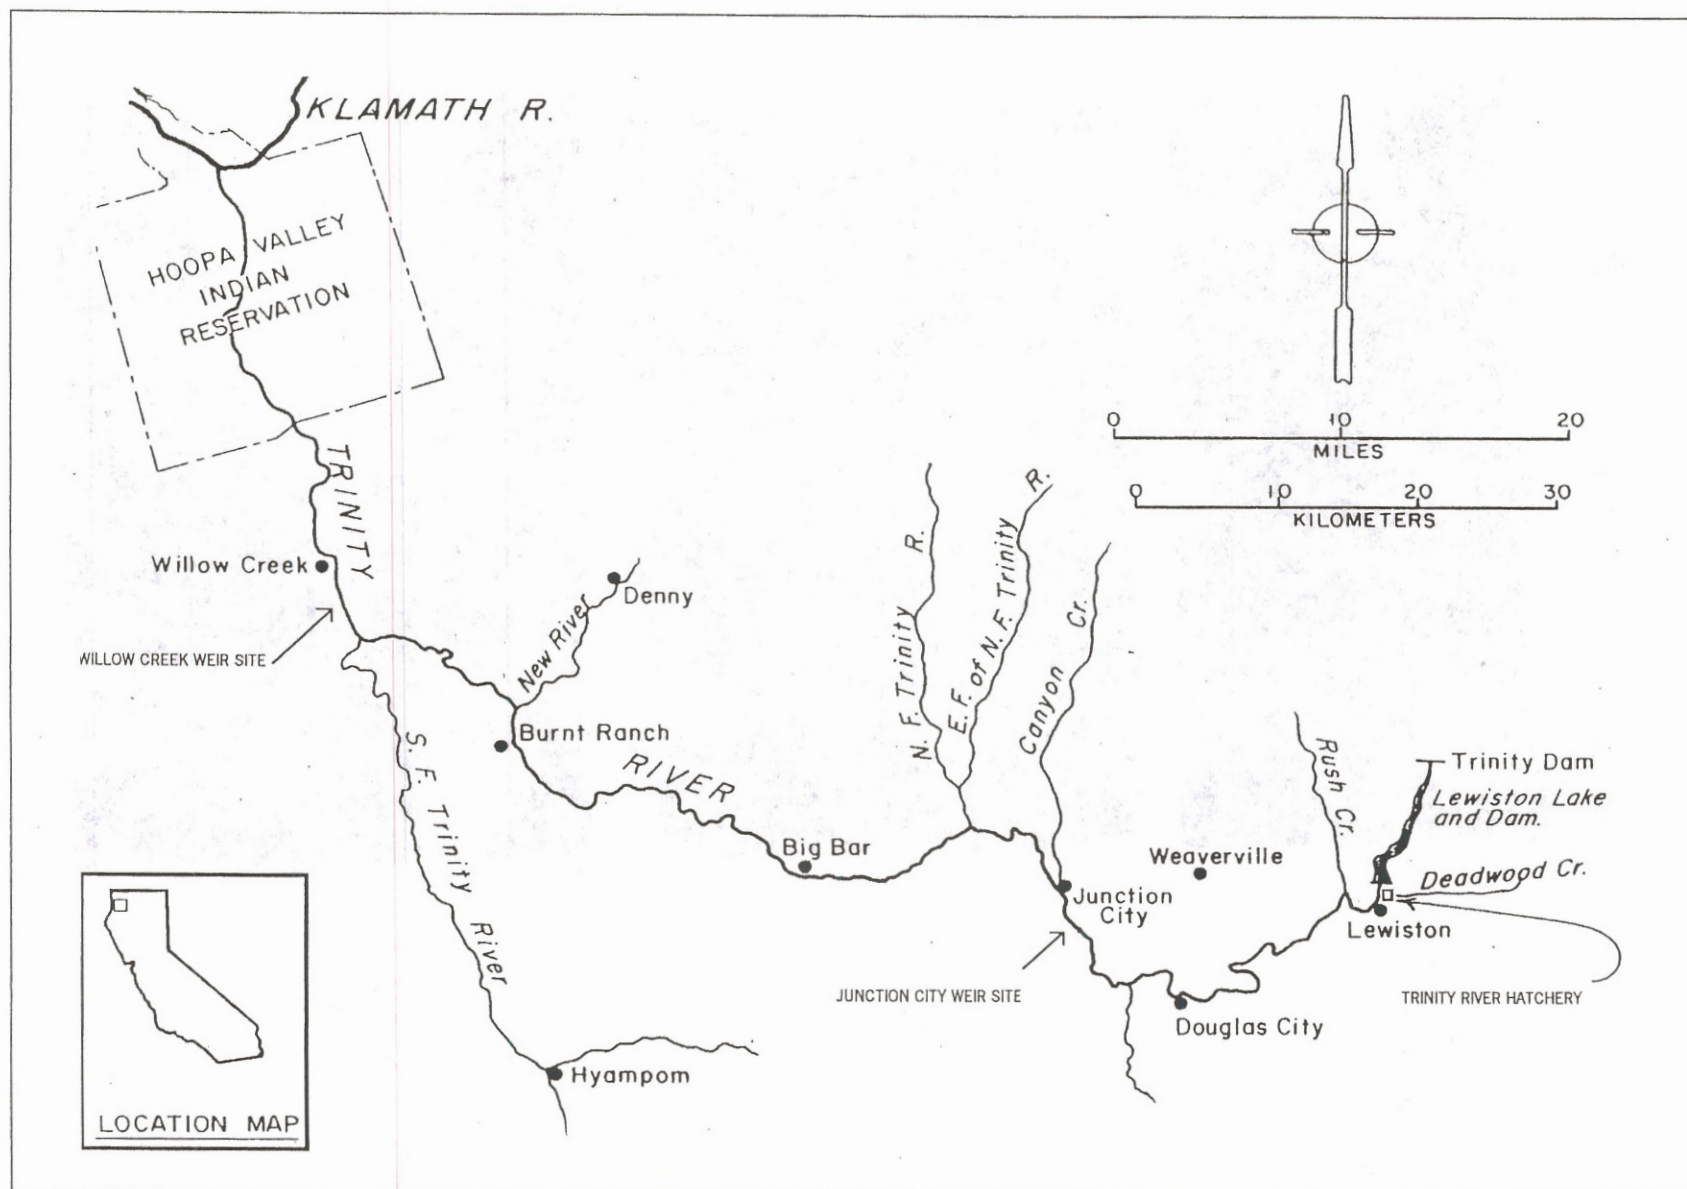 KLAMATH R.
HOOPA VALLEY
INDIAN
RESERVATION
0 10 20
MILES
0 10 20 30
KILOMETERS
TRINITY
RIVER
Willow Creek
WILLOW CREEK WEIR SITE
New River
Denny
Burnt Ranch
S. F. Trinity River
N. F. Trinity R.
E. F. of N. F. Trinity R.
Canyon Cr.
Big Bar
Junction
City
JUNCTION CITY WEIR SITE
Weaverville
Douglas City
Rush Cr.
Trinity Dam
Lewiston Lake
and Dam.
Deadwood Cr.
Lewiston
TRINITY RIVER HATCHERY
Hyampom
LOCATION MAP